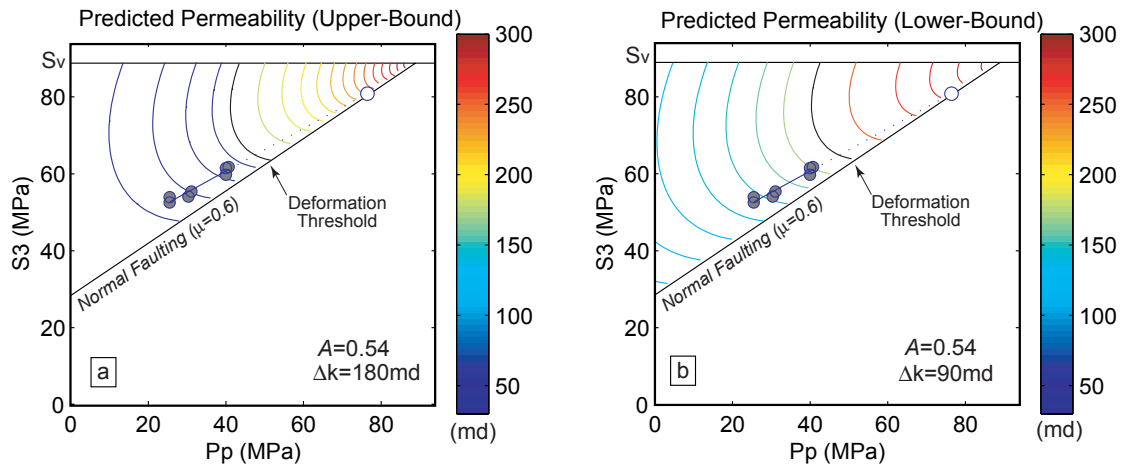 Predicted Permeability (Upper-Bound)
Sv
80
60
40
20
0
S3 (MPa)
0 20 40 60 80
Pp (MPa)
Normal Faulting (μ=0.6)
Deformation
Threshold
a
A=0.54
Δk=180md
300
250
200
150
100
50
(md)
Predicted Permeability (Lower-Bound)
Sv
80
60
40
20
0
S3 (MPa)
0 20 40 60 80
Pp (MPa)
Normal Faulting (μ=0.6)
Deformation
Threshold
b
A=0.54
Δk=90md
300
250
200
150
100
50
(md)